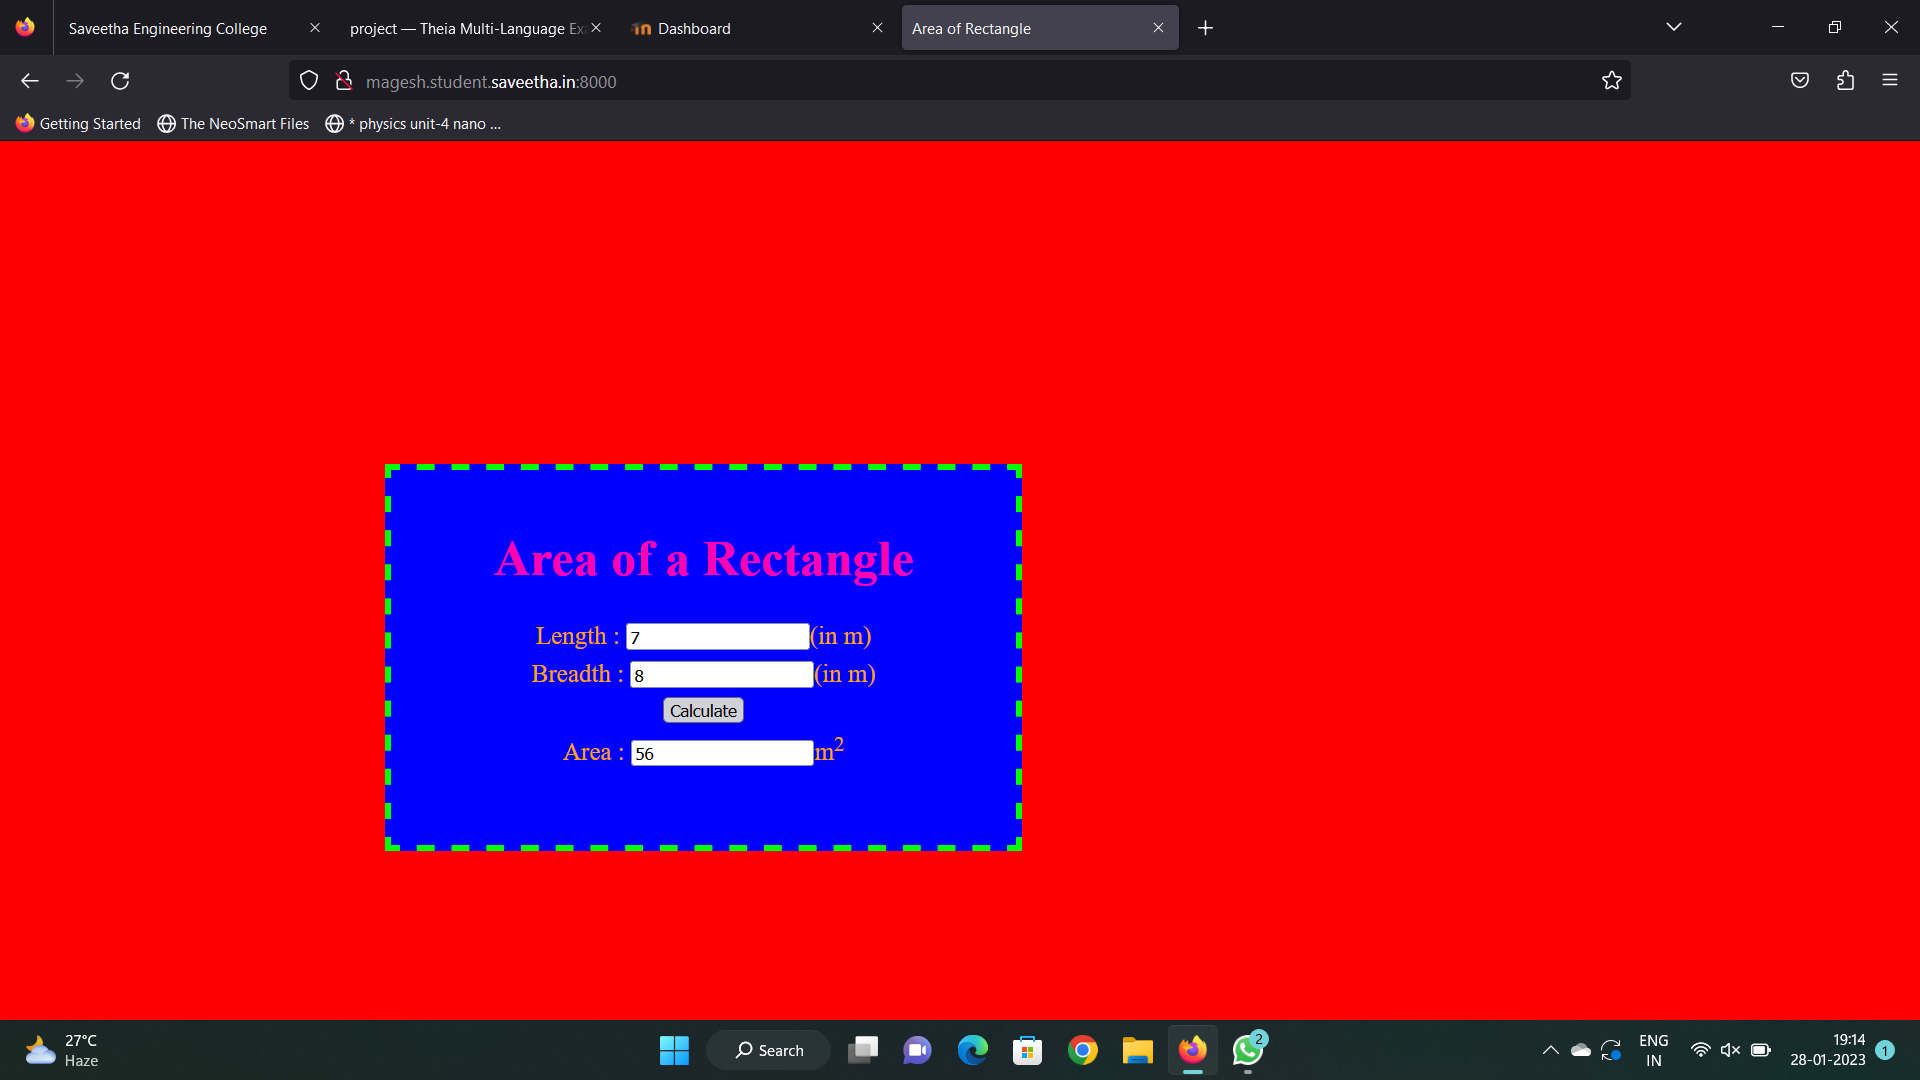 Saveetha Engineering College
project — Theia Multi-Language Ex
Dashboard
Area of Rectangle
magesh.student.saveetha.in:8000
Getting Started
The NeoSmart Files
* physics unit-4 nano ...
Area of a Rectangle
Length : 7 (in m)
Breadth : 8 (in m)
Calculate
Area : 56 m²
27°C
Haze
Search
2
ENG
IN
19:14
28-01-2023
1